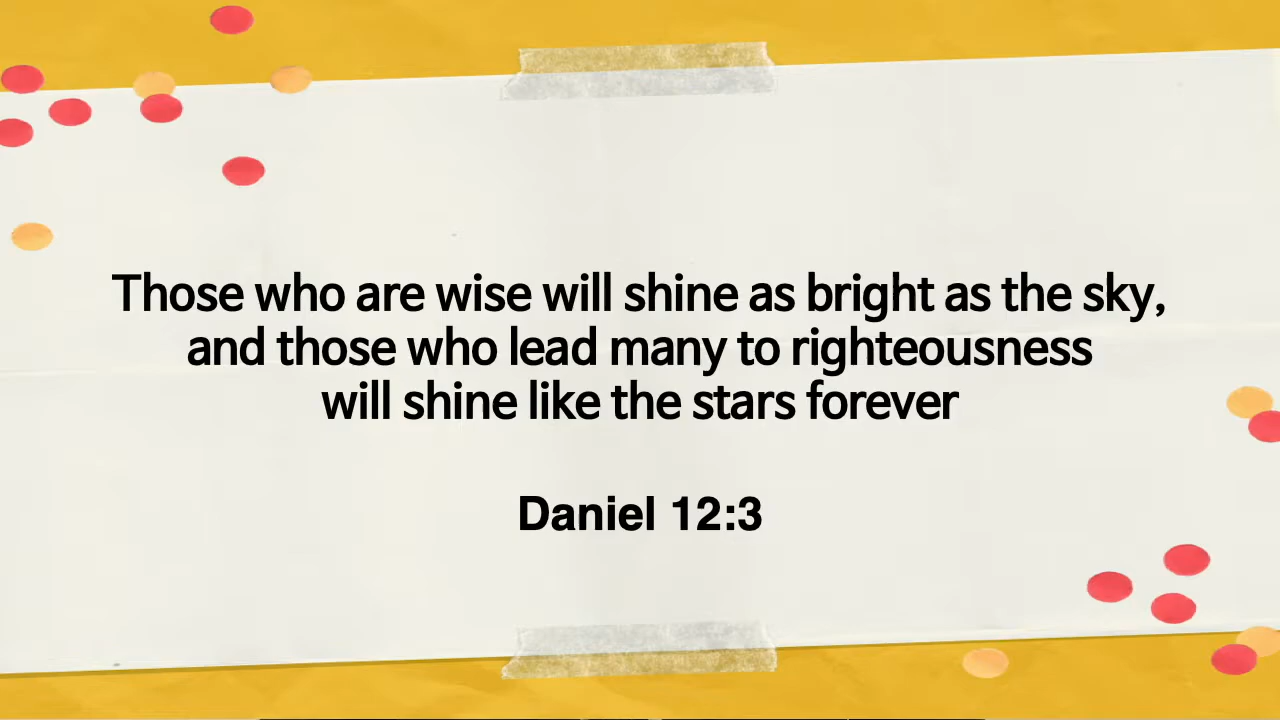 Those who are wise will shine as bright as the sky,
and those who lead many to righteousness
will shine like the stars forever
Daniel 12:3